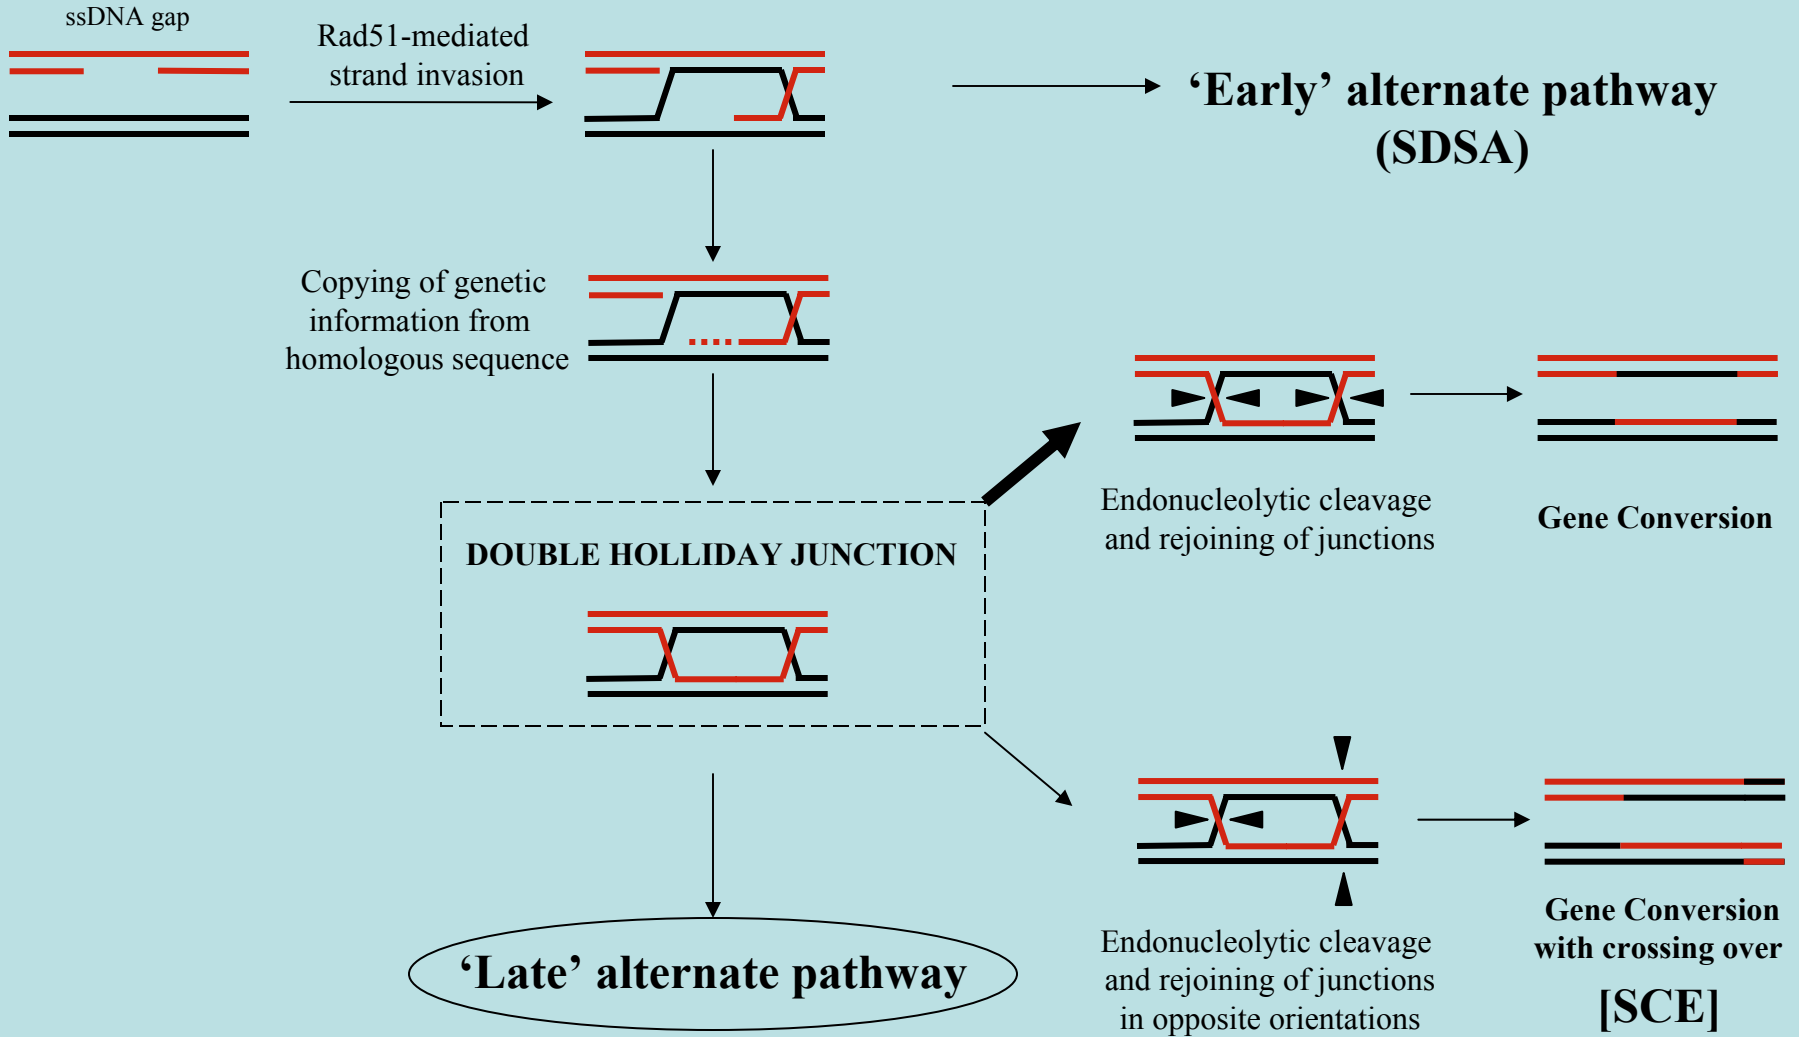 ssDNA gap
Rad51-mediated
strand invasion
‘Early’ alternate pathway
(SDSA)
Copying of genetic
information from
homologous sequence
DOUBLE HOLLIDAY JUNCTION
Endonucleolytic cleavage
and rejoining of junctions
Gene Conversion
‘Late’ alternate pathway
Endonucleolytic cleavage
and rejoining of junctions
in opposite orientations
Gene Conversion
with crossing over
[SCE]